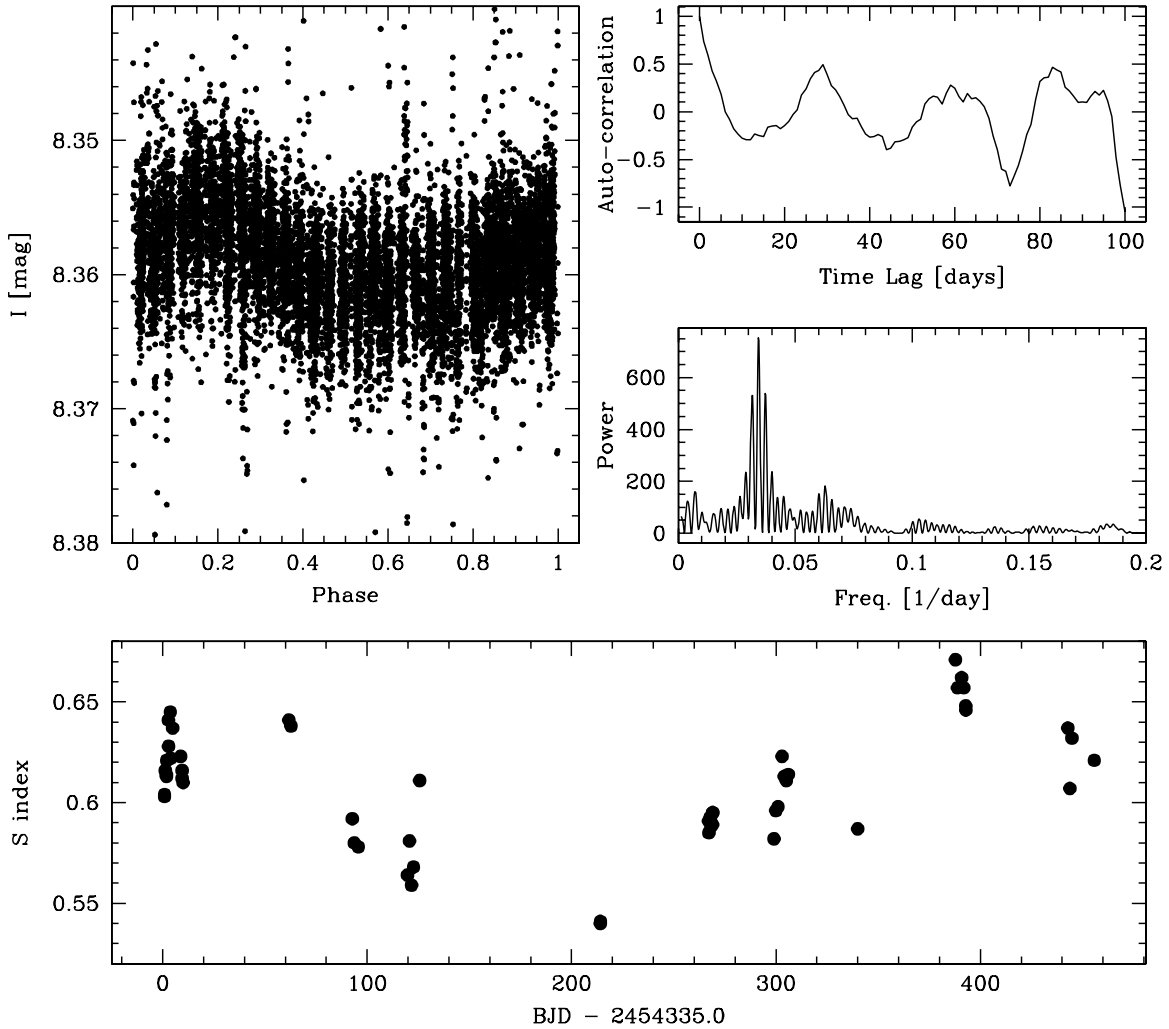 8.35
8.36
8.37
8.38
I [mag]
0 0.2 0.4 0.6 0.8 1
Phase
1
0.5
0
−0.5
−1
Auto−correlation
0 20 40 60 80 100
Time Lag [days]
600
400
200
0
Power
0 0.05 0.1 0.15 0.2
Freq. [1/day]
0.65
0.6
0.55
S index
0 100 200 300 400
BJD − 2454335.0